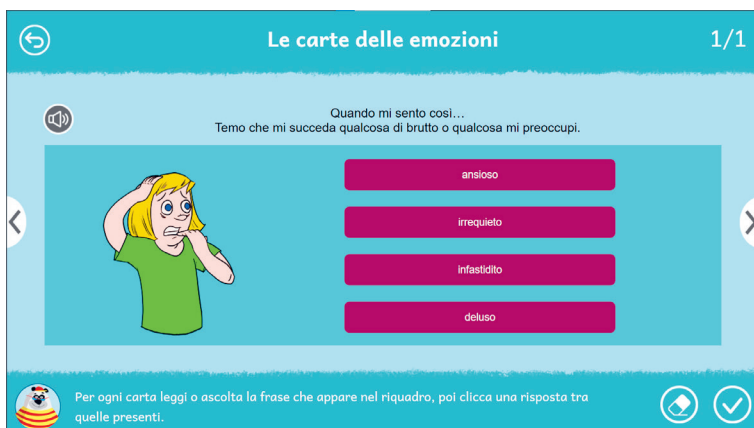 Le carte delle emozioni
1/1
Quando mi sento così...
Temo che mi succeda qualcosa di brutto o qualcosa mi preoccupi.
ansioso
irrequieto
infastidito
deluso
Per ogni carta leggi o ascolta la frase che appare nel riquadro, poi clicca una risposta tra
quelle presenti.